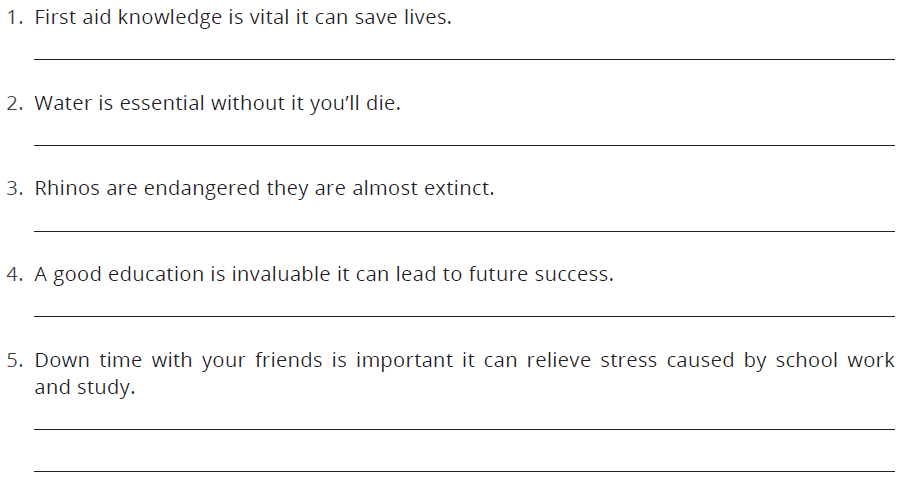 1. First aid knowledge is vital it can save lives.
2. Water is essential without it you’ll die.
3. Rhinos are endangered they are almost extinct.
4. A good education is invaluable it can lead to future success.
5. Down time with your friends is important it can relieve stress caused by school work
and study.